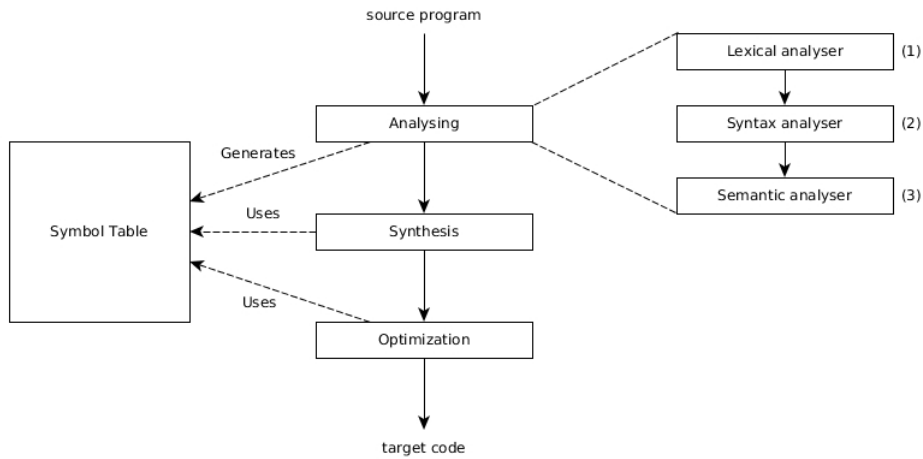 source program
Lexical analyser (1)
Analysing
Syntax analyser (2)
Generates
Semantic analyser (3)
Uses
Symbol Table
Synthesis
Uses
Optimization
target code